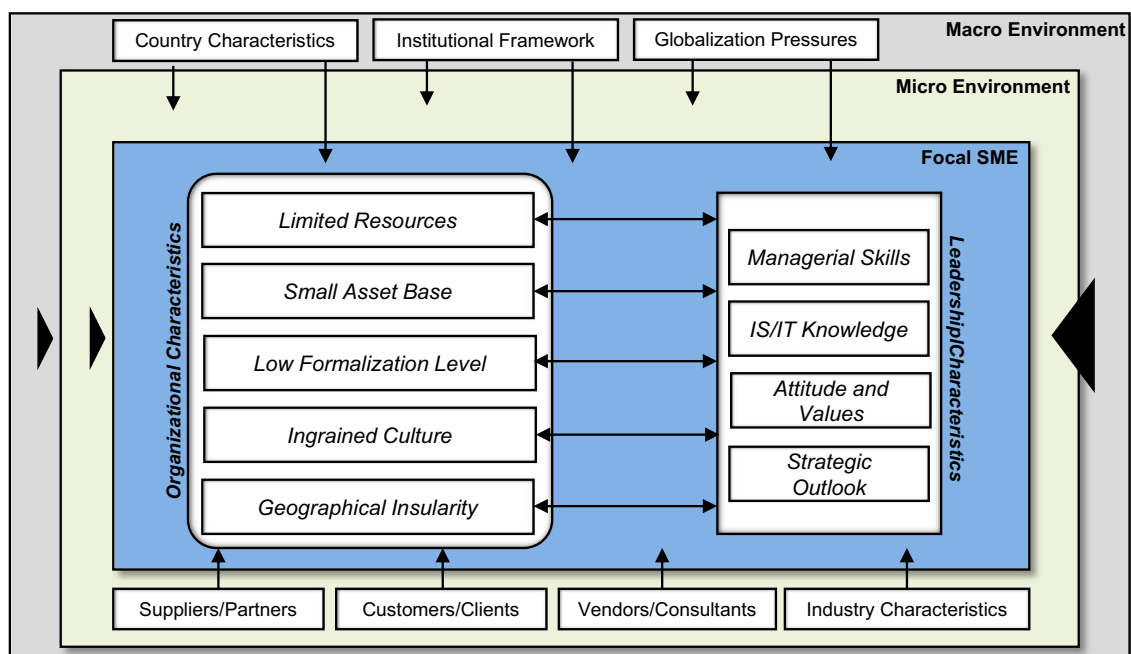 Macro Environment
Country Characteristics
Institutional Framework
Globalization Pressures
Micro Environment
Focal SME
Organizational Characteristics
Limited Resources
Small Asset Base
Low Formalization Level
Ingrained Culture
Geographical Insularity
Managerial Skills
IS/IT Knowledge
Attitude and
Values
Strategic
Outlook
Leadership|Characteristics
Suppliers/Partners
Customers/Clients
Vendors/Consultants
Industry Characteristics